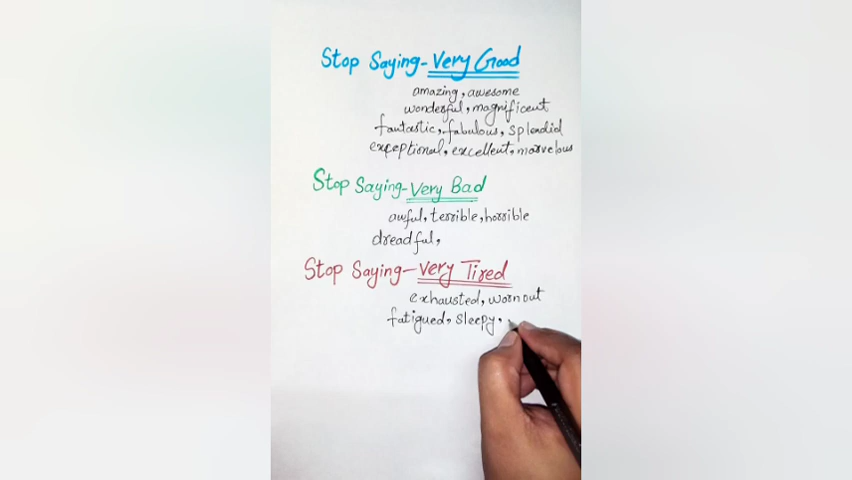 Stop Saying-Very Good
amazing, awesome
wonderful, magnificent
fantastic, fabulous, splendid
exceptional, excellent, marvelous
Stop Saying-Very Bad
awful, terrible, horrible
dreadful,
Stop Saying-Very Tired
exhausted, worn out
fatigued, sleepy,